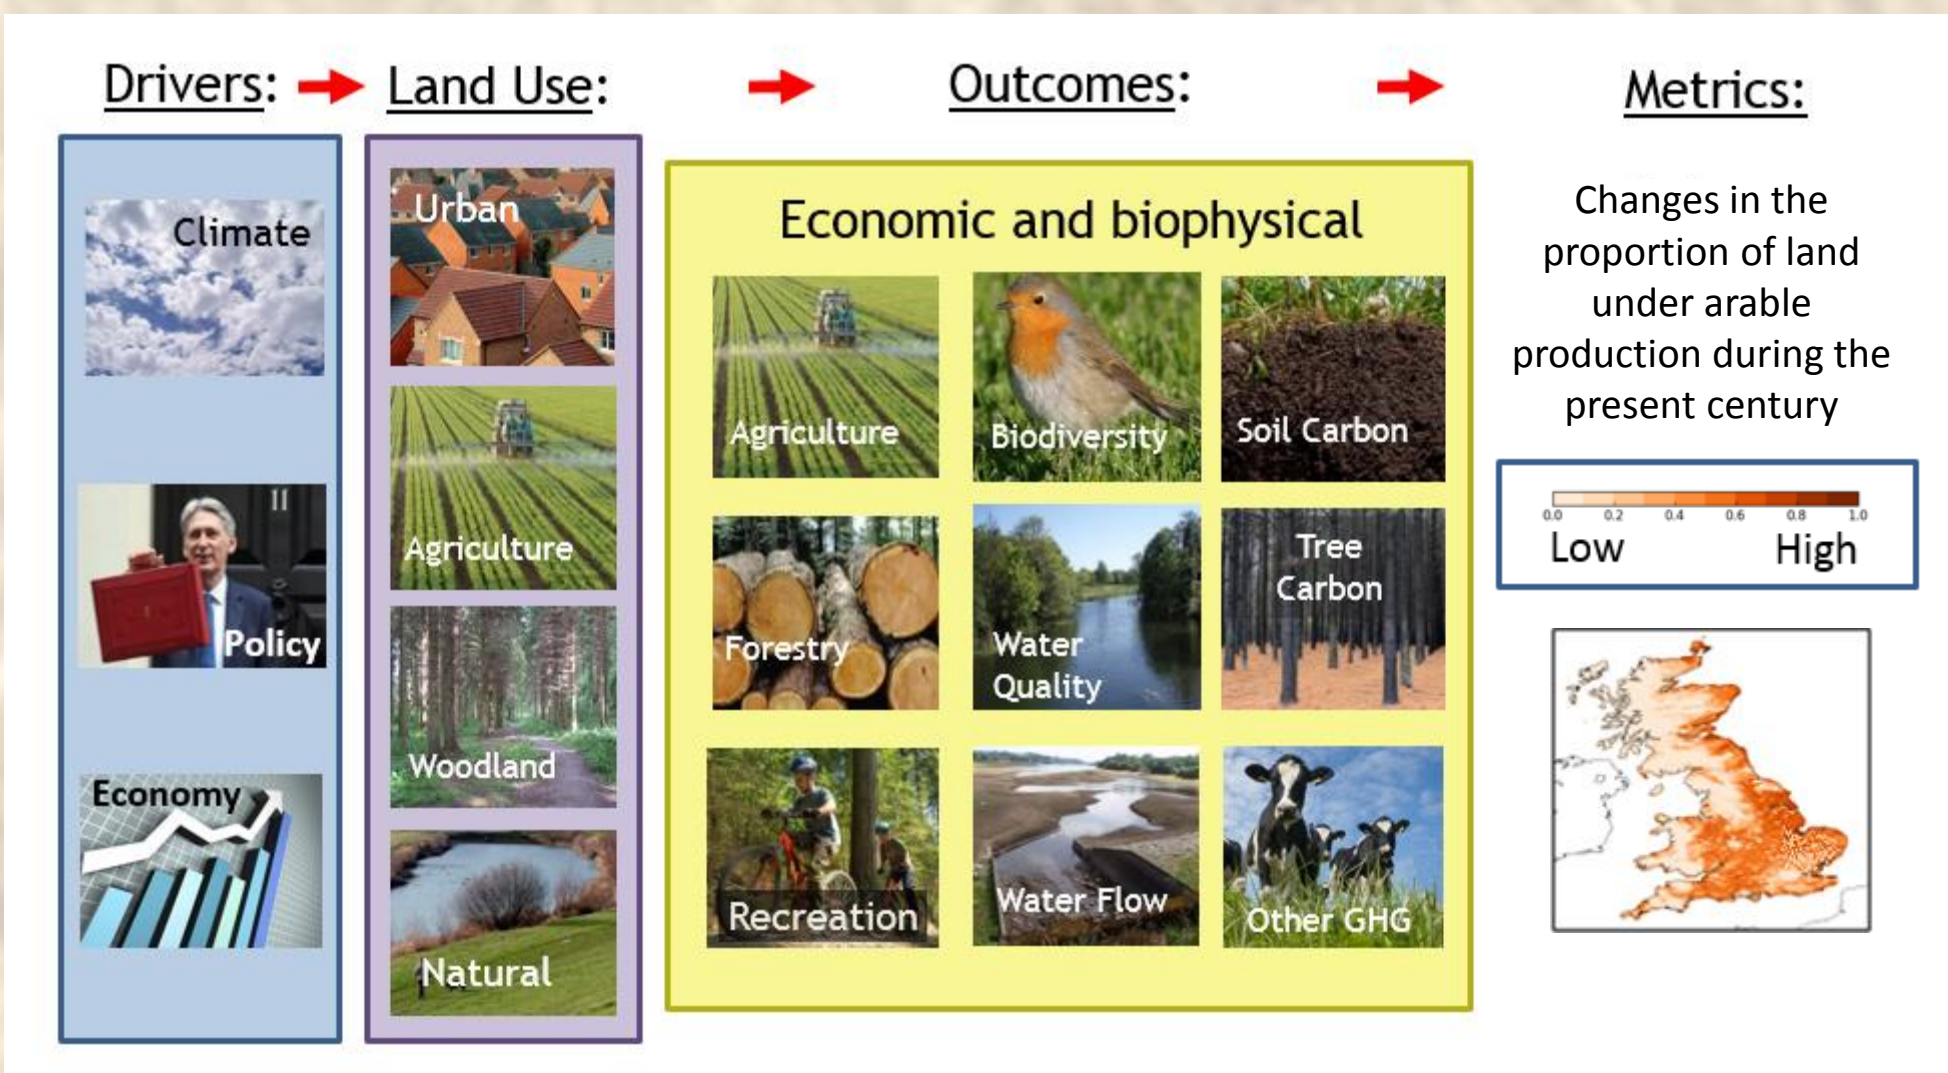 Drivers:
Land Use:
Outcomes:
Metrics:
Climate
11
Policy
Economy
Urban
Agriculture
Woodland
Natural
Economic and biophysical
Agriculture
Biodiversity
Soil Carbon
Forestry
Water
Quality
Tree
Carbon
Recreation
Water Flow
Other GHG
Changes in the
proportion of land
under arable
production during the
present century
0.0 0.2 0.4 0.6 0.8 1.0
Low High